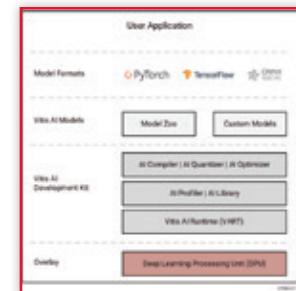 User Application
Model Formats
PyTorch
TensorFlow
Vitis AI Models
Model Zoo
Custom Models
AI Compiler | AI Quantizer | AI Optimizer
Vitis AI
Development Kit
AI Profiler | AI Library
Vitis AI Runtime (VART)
Overlay
Deep Learning Processing Unit (DPU)